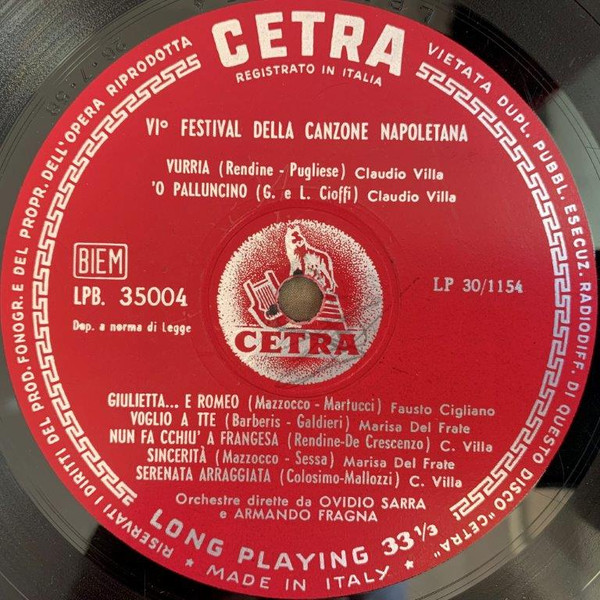 CETRA
REGISTRATO IN ITALIA
RISERVATI I DIRITTI DEL PROD. FONOGR. E DEL PROPR. DELL'OPERA RIPRODOTTA
VIETATA DUPL. PUBBL. ESECUZ. RADIODIFF. DI QUESTO DISCO "CETRA"
VIº FESTIVAL DELLA CANZONE NAPOLETANA
VURRIA (Rendine - Pugliese) Claudio Villa
'O PALLUNCINO (G. e L. Cioffi) Claudio Villa
BIEM
LPB. 35004
Dep. a norma di legge
LP 30/1154
CETRA
GIULIETTA... E ROMEO (Mazzocco - Martucci) Fausto Cigliano
VOGLIO A TTE (Barberis - Galdieri) Marisa Del Frate
NUN FA CCHIU' A FRANGESA (Rendine-De Crescenzo) C. Villa
SINCERITÀ (Mazzocco - Sessa) Marisa Del Frate
SERENATA ARRAGGIATA (Colosimo-Mallozzi) C. Villa
Orchestre dirette da OVIDIO SARRA
e ARMANDO FRAGNA
LONG PLAYING 33 1/3
★ MADE IN ITALY ★